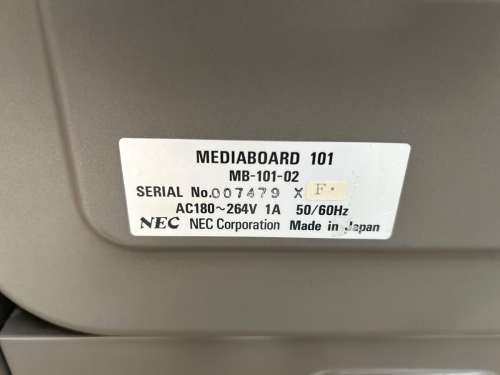 MEDIABOARD 101
MB-101-02
SERIAL No.007479 X F.
AC180~264V 1A 50/60Hz
NEC NEC Corporation Made in Japan